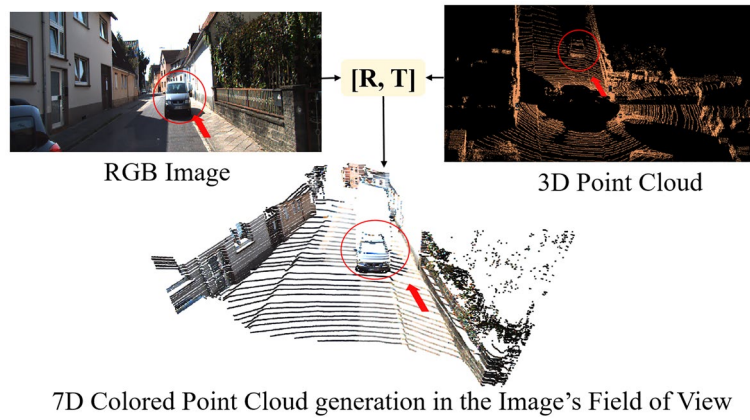 [R, T]
RGB Image
3D Point Cloud
7D Colored Point Cloud generation in the Image's Field of View